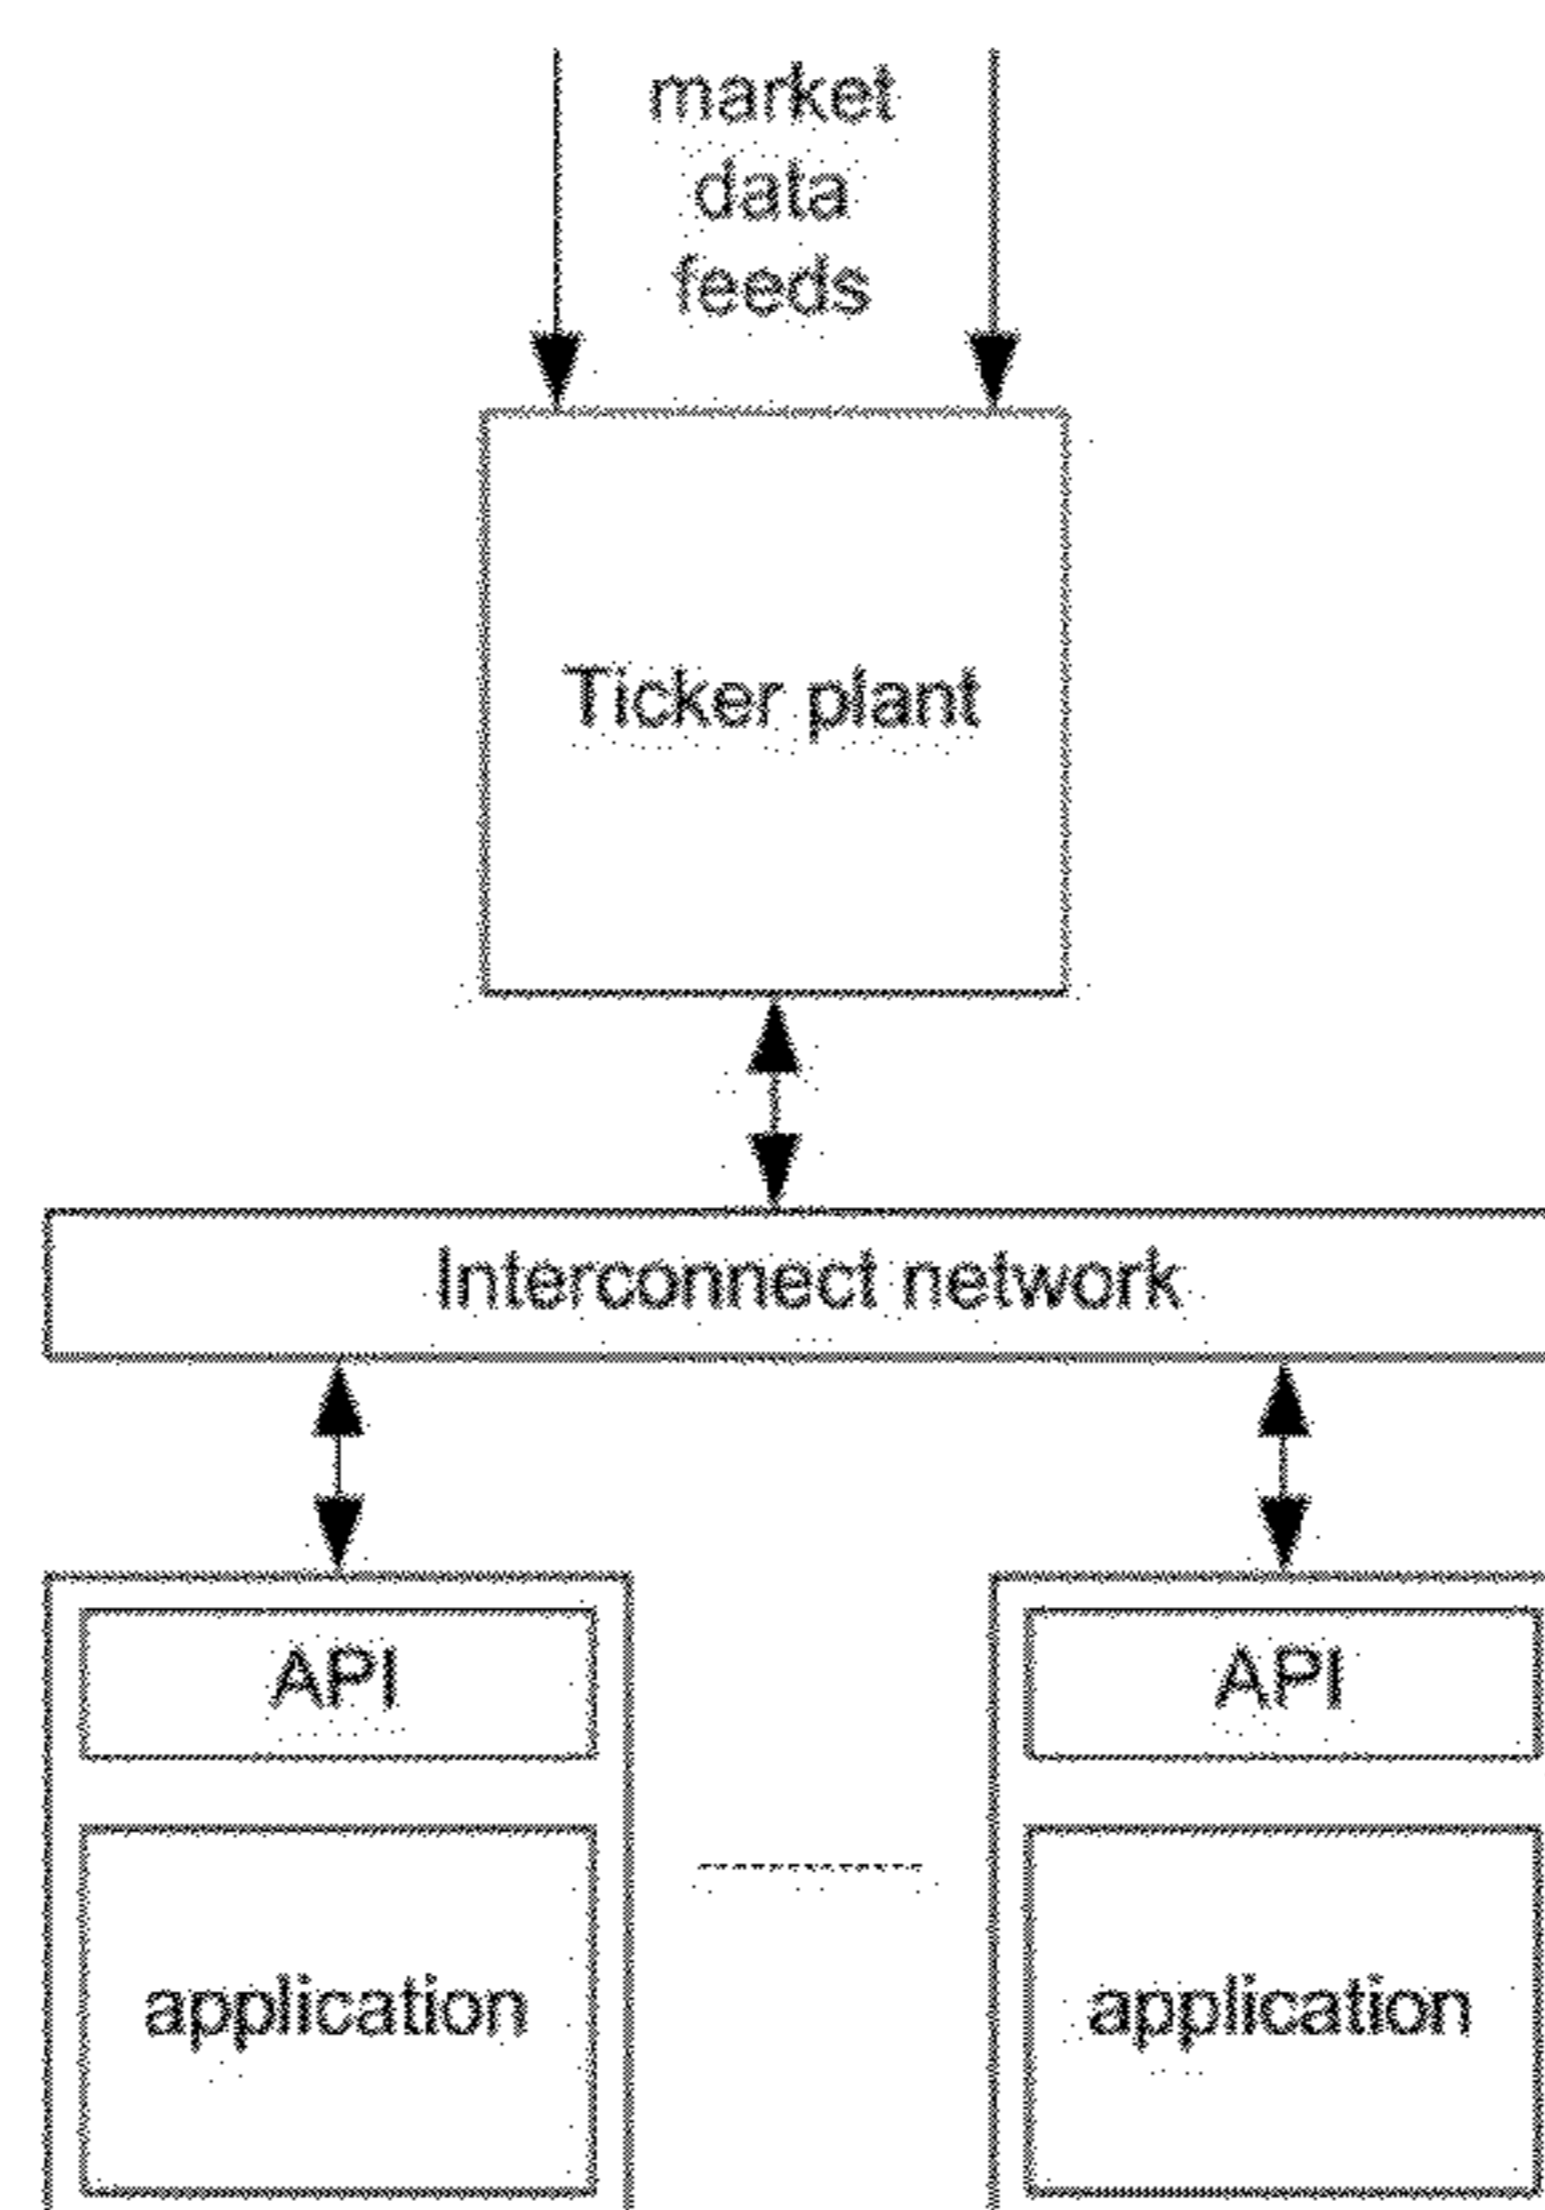 market
data
feeds
Ticker plant
Interconnect network
API
API
application
application